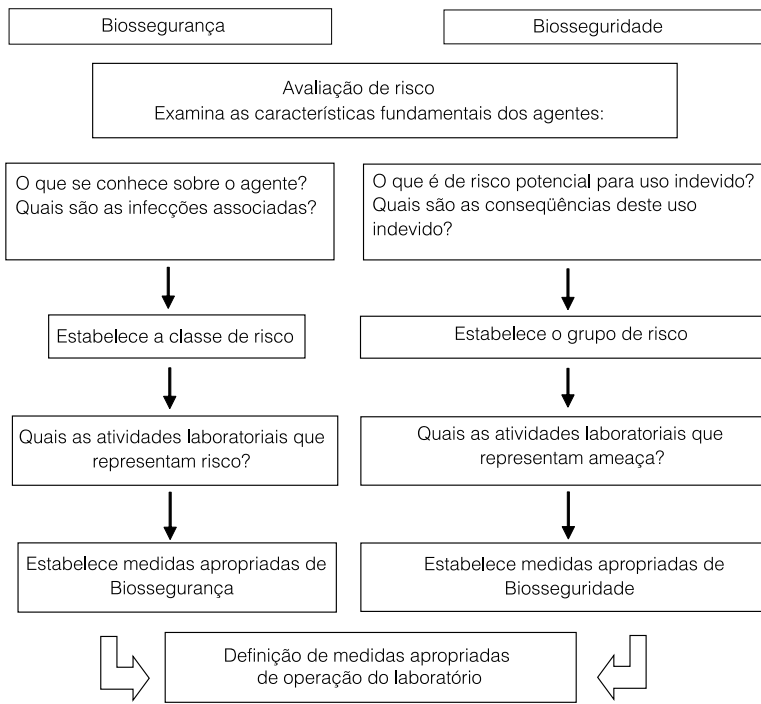 Biossegurança
Biosseguridade
Avaliação de risco
Examina as características fundamentais dos agentes:
O que se conhece sobre o agente?
Quais são as infecções associadas?
O que é de risco potencial para uso indevido?
Quais são as conseqüências deste uso
indevido?
Estabelece a classe de risco
Estabelece o grupo de risco
Quais as atividades laboratoriais que
representam risco?
Quais as atividades laboratoriais que
representam ameaça?
Estabelece medidas apropriadas de
Biossegurança
Estabelece medidas apropriadas de
Biosseguridade
Definição de medidas apropriadas
de operação do laboratório